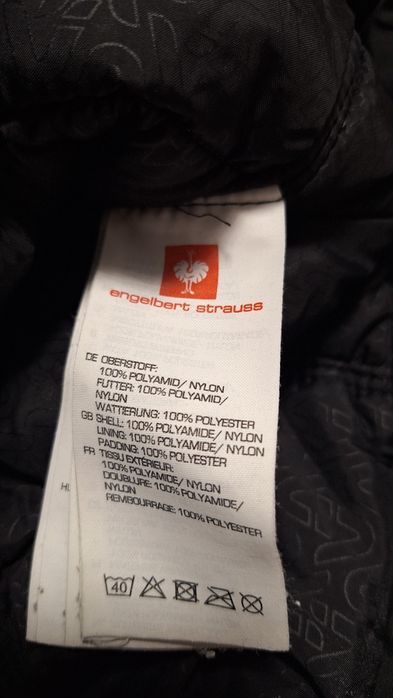 engelbert strauss
DE OBERSTOFF:
100% POLYAMID/ NYLON
FUTTER: 100% POLYAMID/
NYLON
WATTIERUNG: 100% POLYESTER
GB SHELL: 100% POLYAMIDE/ NYLON
LINING: 100% POLYAMIDE/ NYLON
PADDING: 100% POLYESTER
FR TISSU EXTÉRIEUR:
100% POLYAMIDE/ NYLON
DOUBLURE: 100% POLYAMIDE/
NYLON
REMBOURRAGE: 100% POLYESTER
40